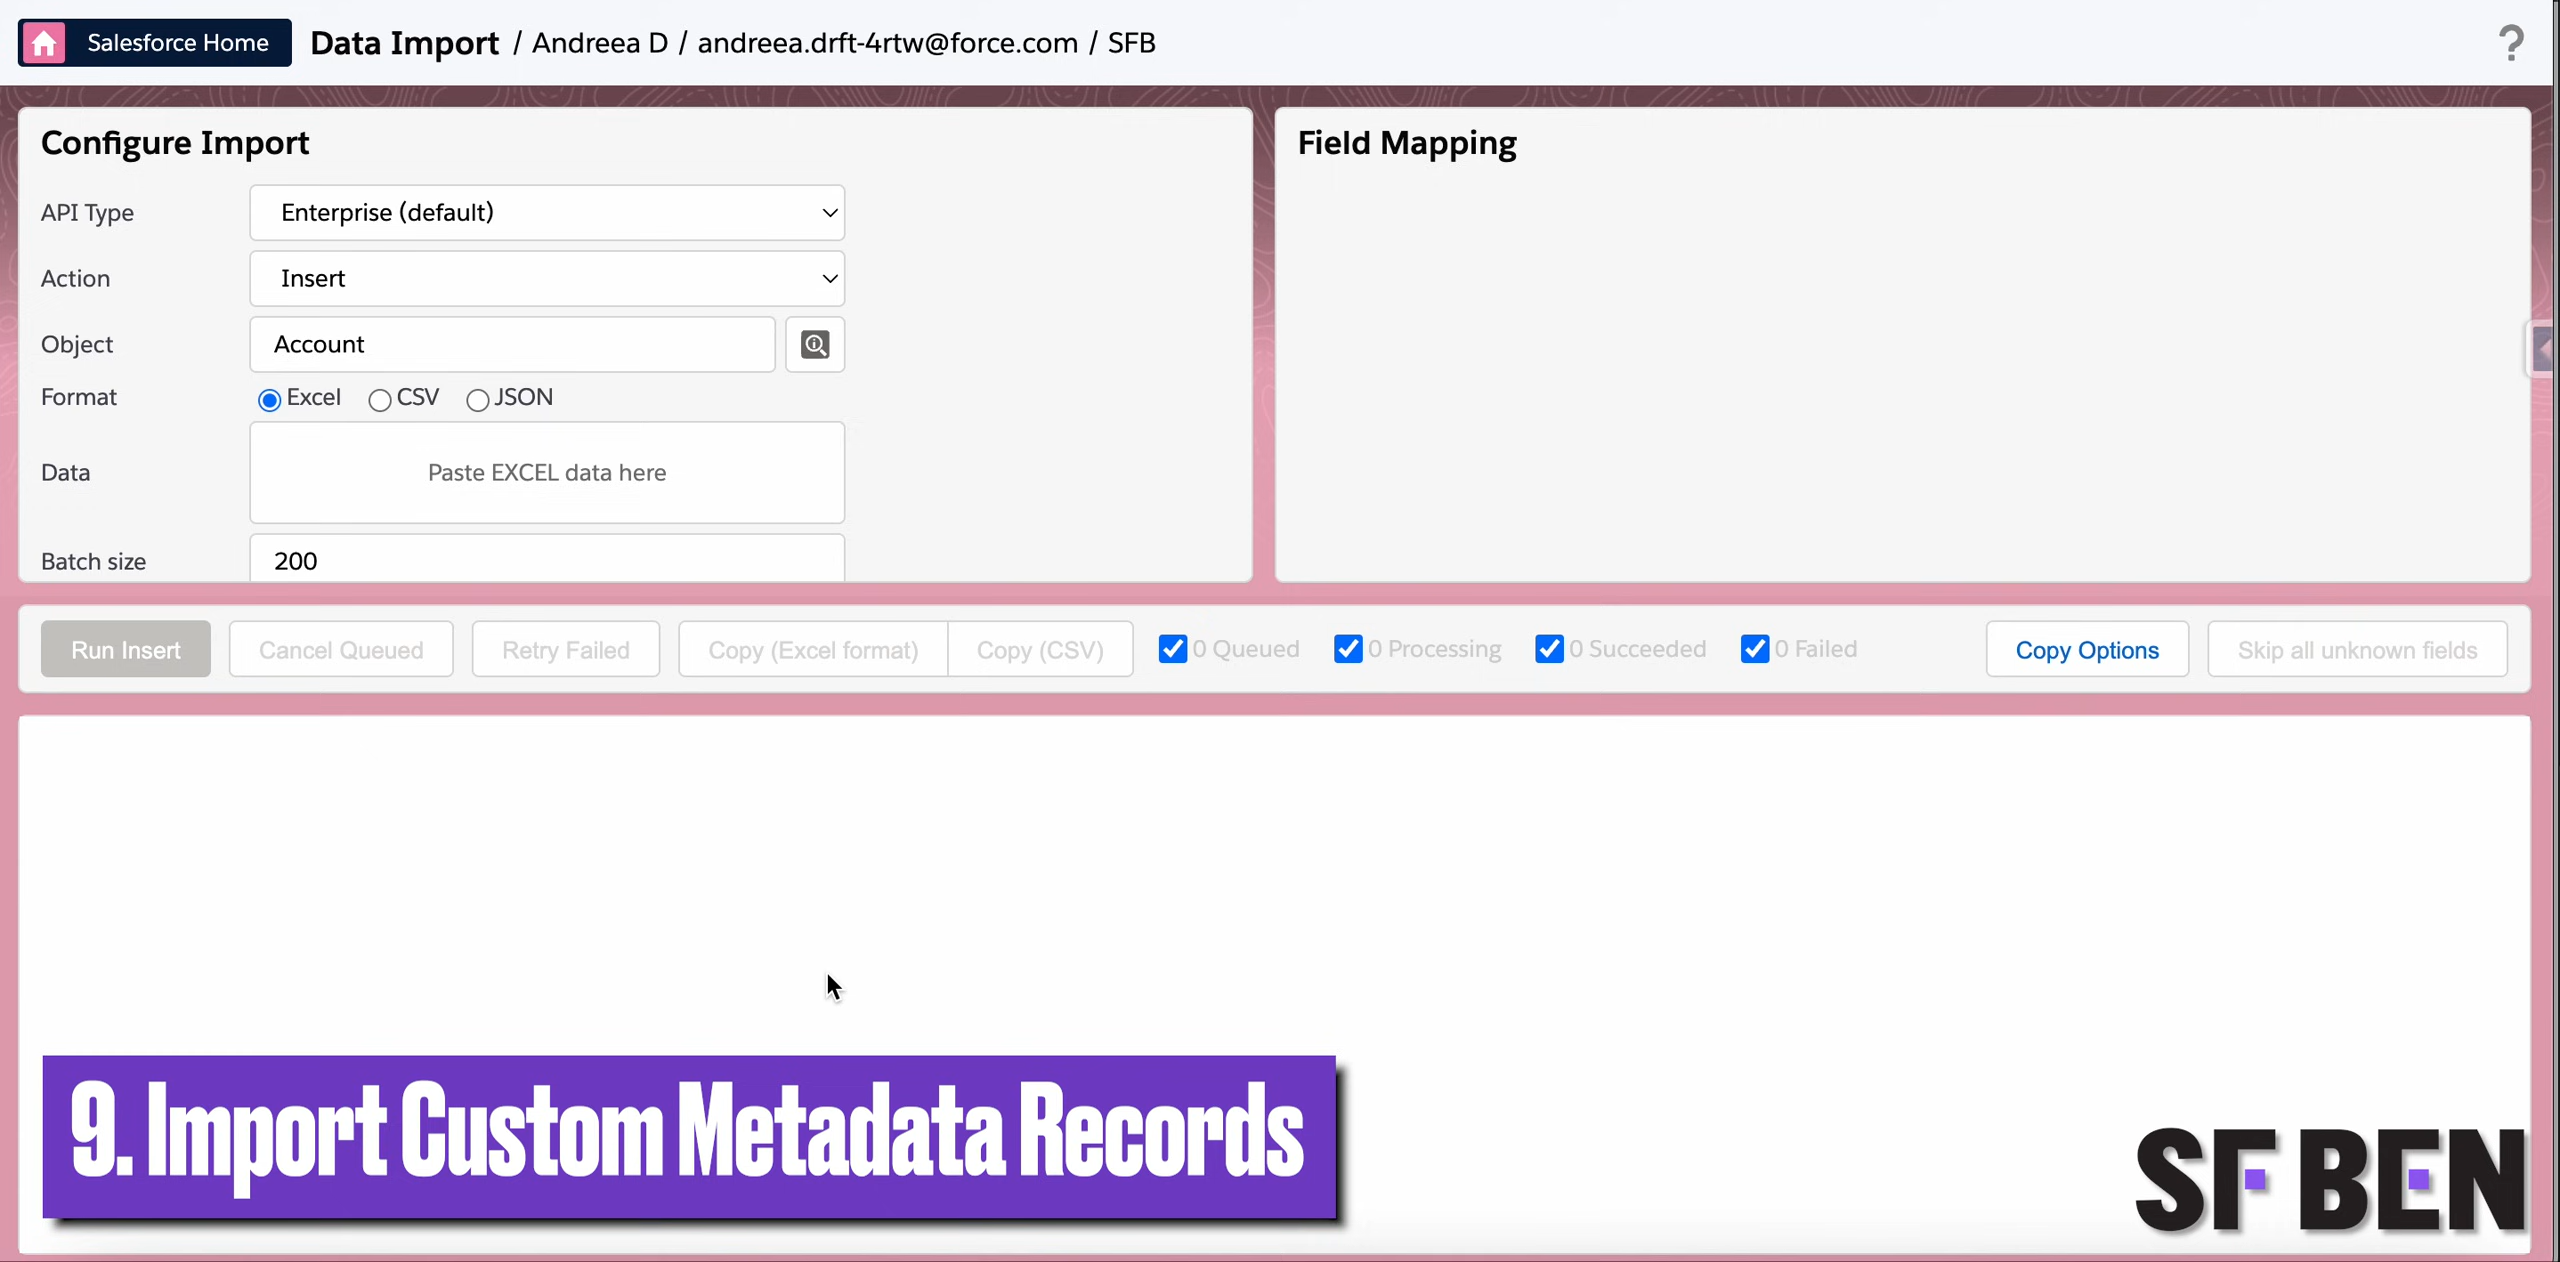 Salesforce Home Data Import / Andreea D / andreea.drft-4rtw@force.com / SFB ?
Configure Import
API Type Enterprise (default)
Action Insert
Object Account
Format Excel CSV JSON
Data Paste EXCEL data here
Batch size 200
Field Mapping
Run Insert Cancel Queued Retry Failed Copy (Excel format) Copy (CSV) 0 Queued 0 Processing 0 Succeeded 0 Failed Copy Options Skip all unknown fields
9. Import Custom Metadata Records
SF BEN